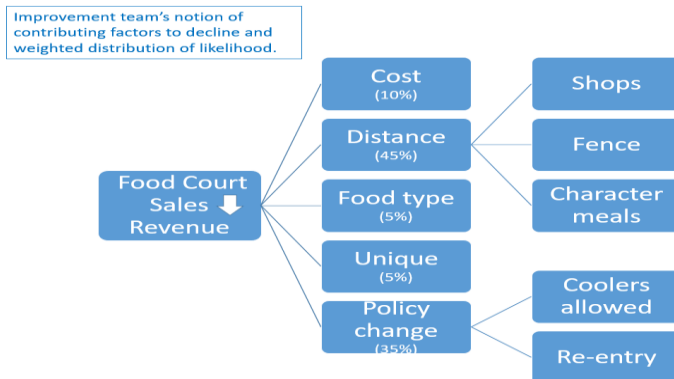 Improvement team's notion of
contributing factors to decline and
weighted distribution of likelihood.
Food Court
Sales
Revenue
Cost
(10%)
Distance
(45%)
Food type
(5%)
Unique
(5%)
Policy
change
(35%)
Shops
Fence
Character
meals
Coolers
allowed
Re-entry